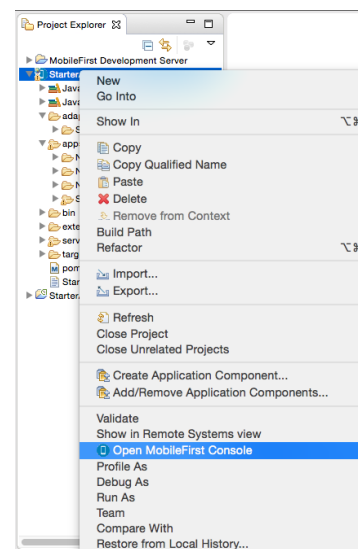 Project Explorer
MobileFirst Development Server
Starter
Java
Java
adap
S
apps
N
N
N
S
bin
exte
serv
targ
pom
Star
Starter
New
Go Into
Show In ⌥⌘
Copy
Copy Qualified Name
Paste
Delete
Remove from Context
Build Path
Refactor ⌥⌘
Import...
Export...
Refresh
Close Project
Close Unrelated Projects
Create Application Component...
Add/Remove Application Components...
Validate
Show in Remote Systems view
Open MobileFirst Console
Profile As
Debug As
Run As
Team
Compare With
Restore from Local History...